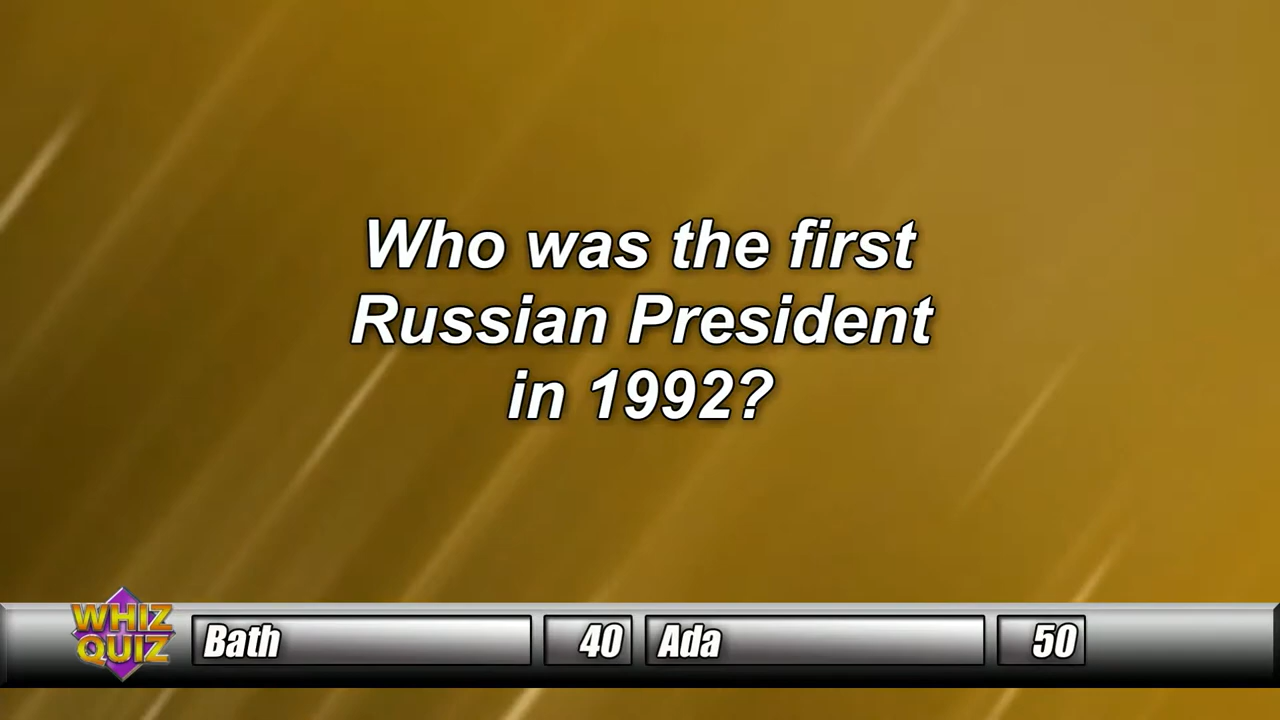 Who was the first
Russian President
in 1992?
WHIZ
QUIZ
Bath 40 Ada 50